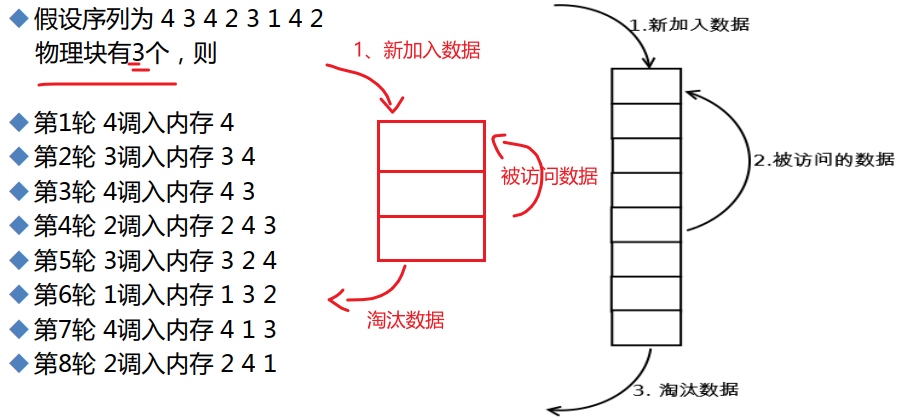 假设序列为 4 3 4 2 3 1 4 2
物理块有3个，则
第1轮 4调入内存 4
第2轮 3调入内存 3 4
第3轮 4调入内存 4 3
第4轮 2调入内存 2 4 3
第5轮 3调入内存 3 2 4
第6轮 1调入内存 1 3 2
第7轮 4调入内存 4 1 3
第8轮 2调入内存 2 4 1
1、新加入数据
被访问数据
淘汰数据
1.新加入数据
2.被访问的数据
3. 淘汰数据